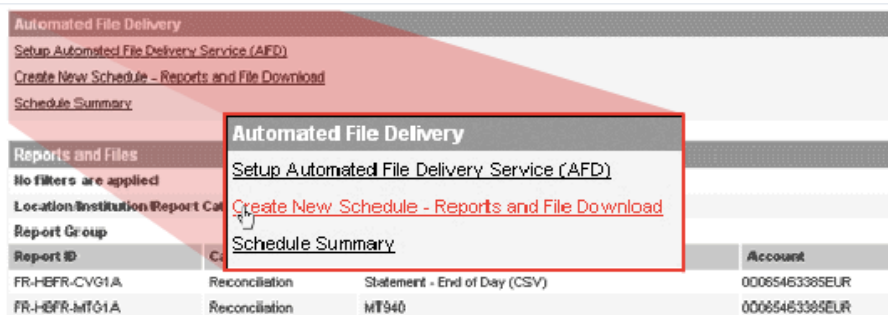 Automated File Delivery
Setup Automated File Delivery Service (AFD)
Create New Schedule - Reports and File Download
Schedule Summary
Automated File Delivery
Setup Automated File Delivery Service (AFD)
Create New Schedule - Reports and File Download
Schedule Summary
Reports and Files
No filters are applied
Location/Institution/Report Cat
Report Group
Report ID Ca Account
FR-HBFR-CVG1A Reconciliation Statement - End of Day (CSV) 00065463385EUR
FR-HBFR-MTG1A Reconciliation MT940 00065463385EUR